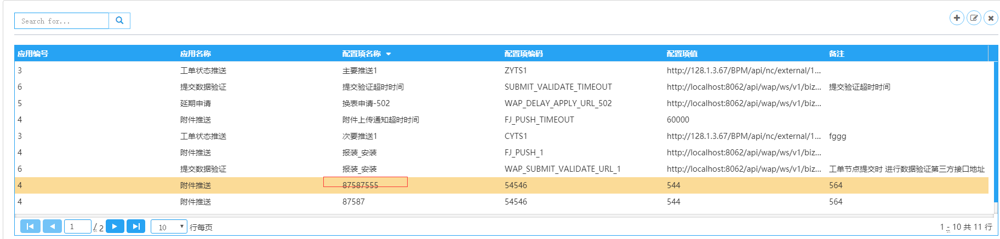 Search for...
应用编号 应用名称 配置项名称 配置项编码 配置项值 备注
3 工单状态推送 主要推送1 ZYTS1 http://128.1.3.67/BPM/api/nc/external/1...
6 提交数据验证 提交验证超时时间 SUBMIT_VALIDATE_TIMEOUT http://localhost:8062/api/wap/ws/v1/biz... 提交验证超时时间
5 延期申请 换表申请-502 WAP_DELAY_APPLY_URL_502 http://localhost:8062/api/wap/ws/v1/biz...
4 附件推送 附件上传通知超时时间 FJ_PUSH_TIMEOUT 60000
3 工单状态推送 次要推送1 CYTS1 http://128.1.3.67/BPM/api/nc/external/1... fggg
4 附件推送 报装_安装 FJ_PUSH_1 http://localhost:8062/api/wap/ws/v1/biz...
6 提交数据验证 报装_安装 WAP_SUBMIT_VALIDATE_URL_1 http://localhost:8062/api/wap/ws/v1/biz... 工单节点提交时 进行数据验证第三方接口地址
4 附件推送 87587555 54546 544 564
4 附件推送 87587 54546 544 564
1 / 2 10 行每页 1 - 10 共 11 行